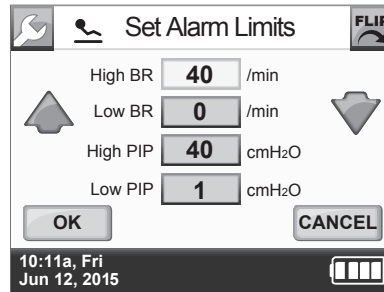 Set Alarm Limits FLIP
High BR 40 /min
Low BR 0 /min
High PIP 40 cmH2O
Low PIP 1 cmH2O
OK CANCEL
10:11a, Fri
Jun 12, 2015